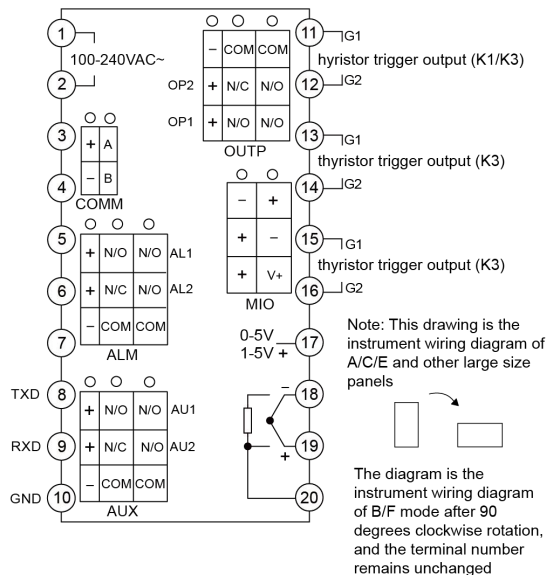 1
100-240VAC~
2
3
+ A
4
− B
COMM
5
+ N/O N/O AL1
6
+ N/C N/O AL2
7
− COM COM
ALM
TXD 8
+ N/O N/O AU1
RXD 9
+ N/C N/O AU2
GND 10
− COM COM
AUX
− COM COM
OP2 + N/C N/O
OP1 + N/O N/O
OUTP
− +
+ −
+ V+
MIO
11 G1
hyristor trigger output (K1/K3)
12 G2
13 G1
thyristor trigger output (K3)
14 G2
15 G1
thyristor trigger output (K3)
16 G2
0-5V
1-5V + 17
− 18
+ 19
20
Note: This drawing is the
instrument wiring diagram of
A/C/E and other large size
panels
The diagram is the
instrument wiring diagram
of B/F mode after 90
degrees clockwise rotation,
and the terminal number
remains unchanged